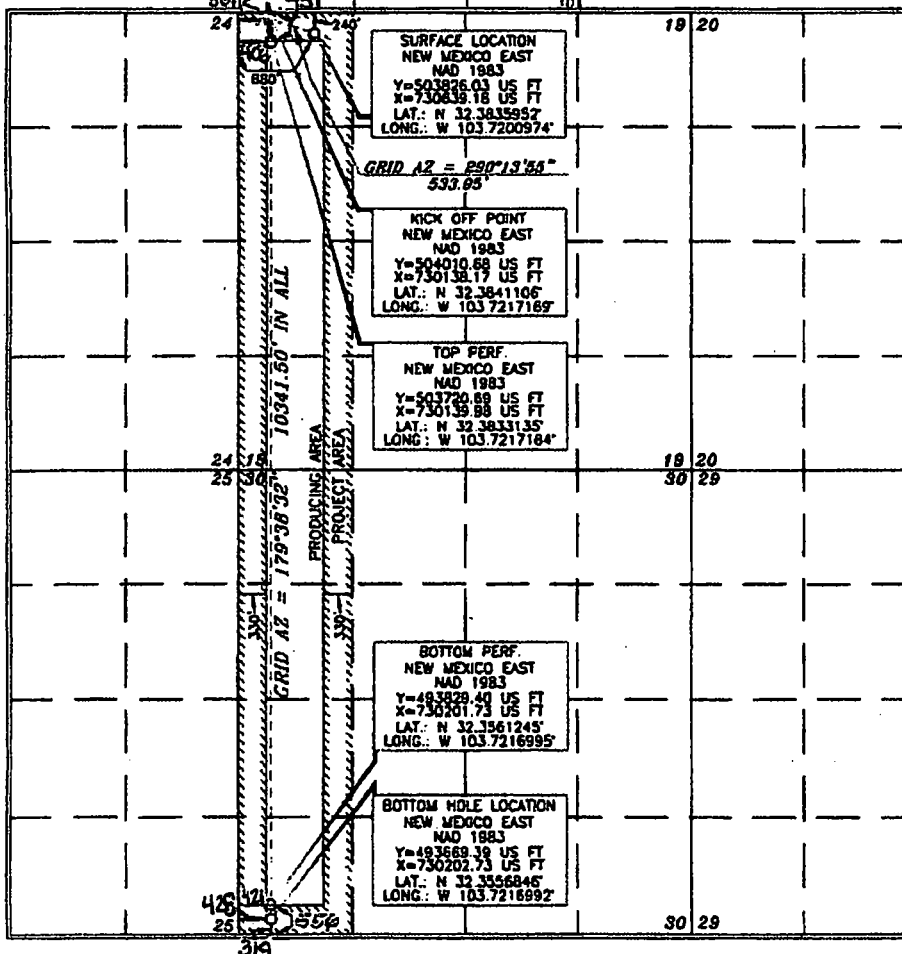 24
240'
19 20
880'
SURFACE LOCATION
NEW MEXICO EAST
NAD 1983
Y=503826.03 US FT
X=730639.18 US FT
LAT.: N 32.3835952°
LONG.: W 103.7200974°
GRID AZ = 290°13'55"
533.95'
KICK OFF POINT
NEW MEXICO EAST
NAD 1983
Y=504010.68 US FT
X=730138.17 US FT
LAT.: N 32.3841106°
LONG.: W 103.7217169°
TOP PERF.
NEW MEXICO EAST
NAD 1983
Y=503720.69 US FT
X=730139.98 US FT
LAT.: N 32.3833135°
LONG.: W 103.7217164°
GRID AZ = 179°38'32" 10341.50' IN ALL
PRODUCING AREA
PROJECT AREA
24 19
25 30
19 20
30 29
330'
330'
BOTTOM PERF.
NEW MEXICO EAST
NAD 1983
Y=493829.40 US FT
X=730201.73 US FT
LAT.: N 32.3561245°
LONG.: W 103.7216995°
BOTTOM HOLE LOCATION
NEW MEXICO EAST
NAD 1983
Y=493669.39 US FT
X=730202.73 US FT
LAT.: N 32.3556846°
LONG.: W 103.7216992°
428
556
25
30 29
319